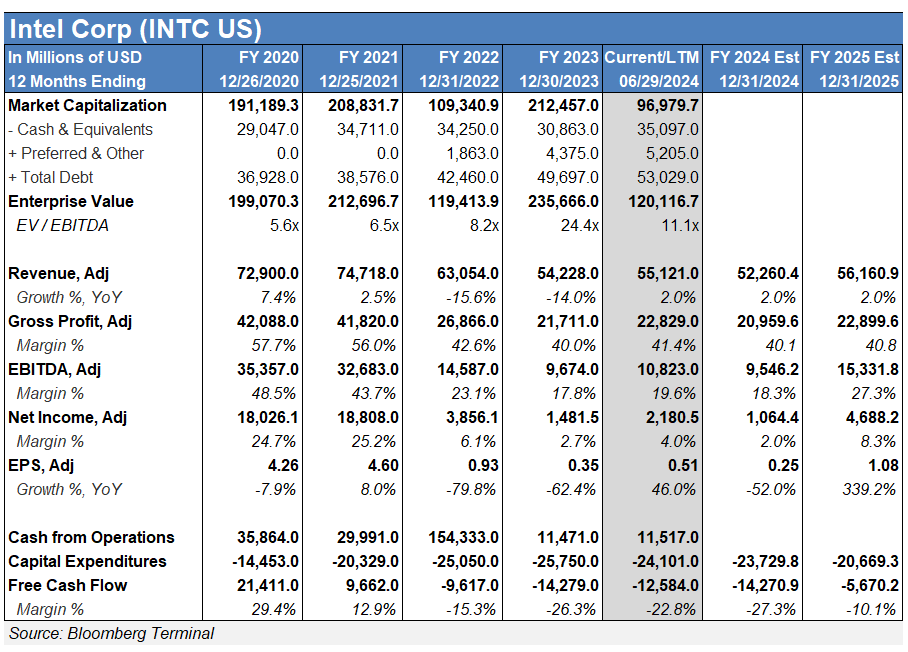 Intel Corp (INTC US)
In Millions of USD FY 2020 FY 2021 FY 2022 FY 2023 Current/LTM FY 2024 Est FY 2025 Est
12 Months Ending 12/26/2020 12/25/2021 12/31/2022 12/30/2023 06/29/2024 12/31/2024 12/31/2025
Market Capitalization 191,189.3 208,831.7 109,340.9 212,457.0 96,979.7
- Cash & Equivalents 29,047.0 34,711.0 34,250.0 30,863.0 35,097.0
+ Preferred & Other 0.0 0.0 1,863.0 4,375.0 5,205.0
+ Total Debt 36,928.0 38,576.0 42,460.0 49,697.0 53,029.0
Enterprise Value 199,070.3 212,696.7 119,413.9 235,666.0 120,116.7
EV / EBITDA 5.6x 6.5x 8.2x 24.4x 11.1x
Revenue, Adj 72,900.0 74,718.0 63,054.0 54,228.0 55,121.0 52,260.4 56,160.9
Growth %, YoY 7.4% 2.5% -15.6% -14.0% 2.0% 2.0% 2.0%
Gross Profit, Adj 42,088.0 41,820.0 26,866.0 21,711.0 22,829.0 20,959.6 22,899.6
Margin % 57.7% 56.0% 42.6% 40.0% 41.4% 40.1 40.8
EBITDA, Adj 35,357.0 32,683.0 14,587.0 9,674.0 10,823.0 9,546.2 15,331.8
Margin % 48.5% 43.7% 23.1% 17.8% 19.6% 18.3% 27.3%
Net Income, Adj 18,026.1 18,808.0 3,856.1 1,481.5 2,180.5 1,064.4 4,688.2
Margin % 24.7% 25.2% 6.1% 2.7% 4.0% 2.0% 8.3%
EPS, Adj 4.26 4.60 0.93 0.35 0.51 0.25 1.08
Growth %, YoY -7.9% 8.0% -79.8% -62.4% 46.0% -52.0% 339.2%
Cash from Operations 35,864.0 29,991.0 154,333.0 11,471.0 11,517.0
Capital Expenditures -14,453.0 -20,329.0 -25,050.0 -25,750.0 -24,101.0 -23,729.8 -20,669.3
Free Cash Flow 21,411.0 9,662.0 -9,617.0 -14,279.0 -12,584.0 -14,270.9 -5,670.2
Margin % 29.4% 12.9% -15.3% -26.3% -22.8% -27.3% -10.1%
Source: Bloomberg Terminal